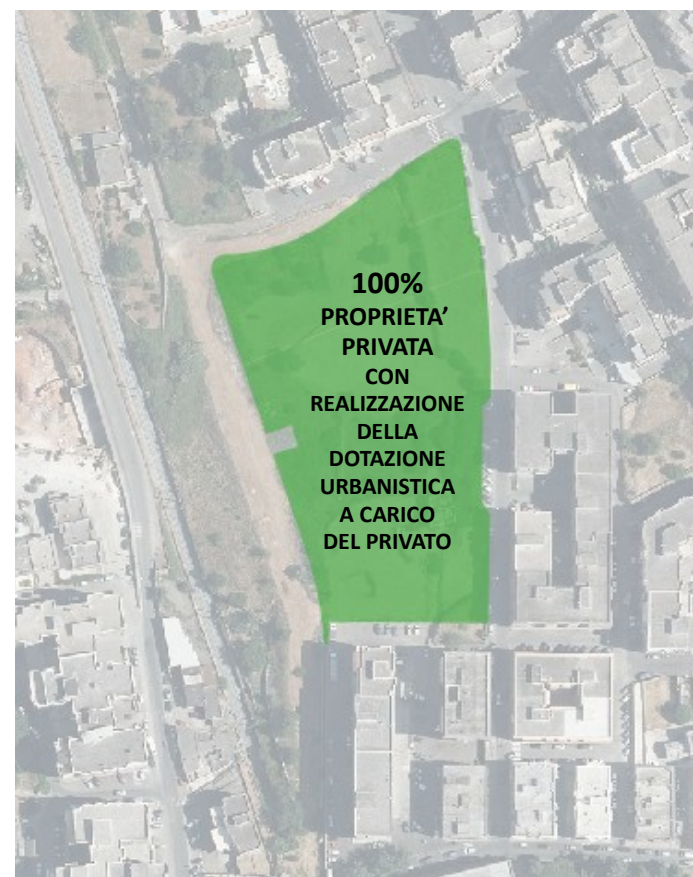 100%
PROPRIETA’
PRIVATA
CON
REALIZZAZIONE
DELLA
DOTAZIONE
URBANISTICA
A CARICO
DEL PRIVATO